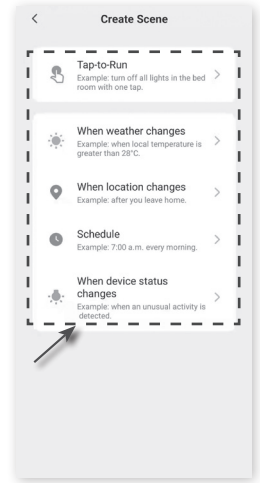 Create Scene
Tap-to-Run
Example: turn off all lights in the bed
room with one tap.
When weather changes
Example: when local temperature is
greater than 28°C.
When location changes
Example: after you leave home.
Schedule
Example: 7:00 a.m. every morning.
When device status
changes
Example: when an unusual activity is
detected.